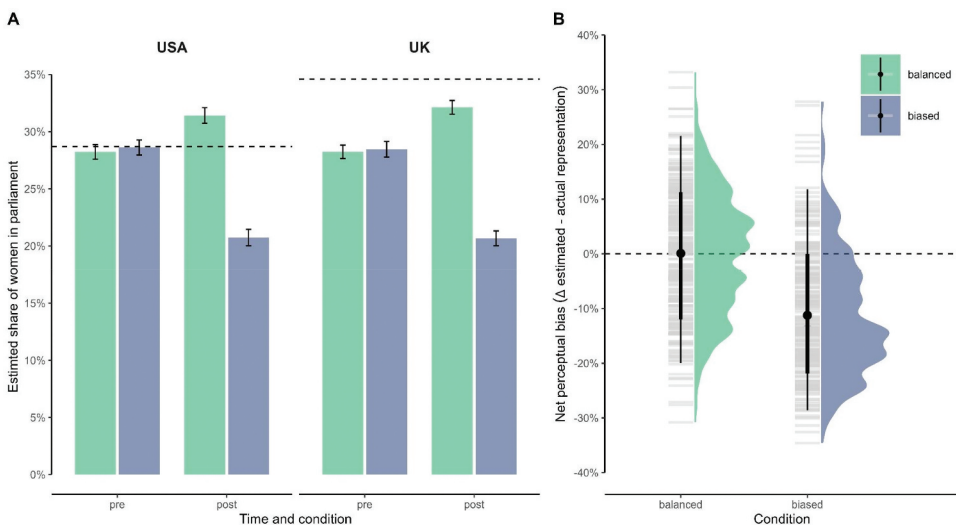 A
USA
UK
Estimted share of women in parliament
35%
30%
25%
20%
15%
10%
5%
0%
pre
post
pre
post
Time and condition
B
Net perceptual bias (Δ estimated - actual representation)
40%
30%
20%
10%
0%
-10%
-20%
-30%
-40%
balanced
biased
balanced
biased
Condition